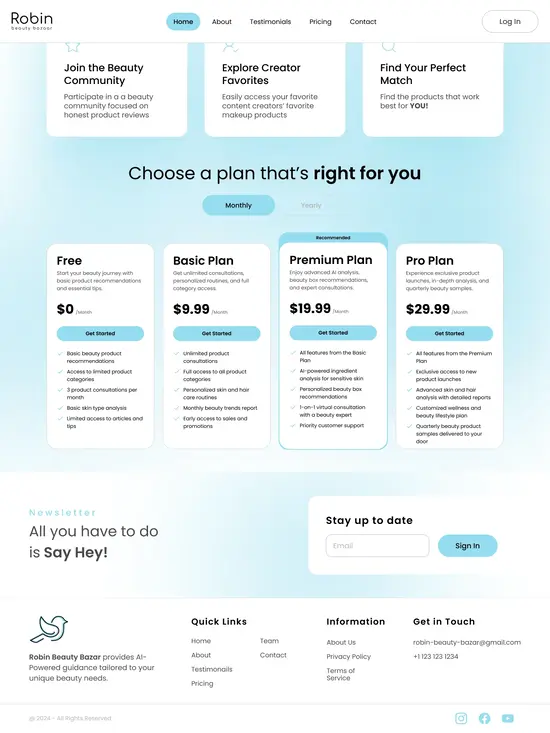 Robin
beauty bazaar
Home
About
Testimonials
Pricing
Contact
Log In
Join the Beauty
Community
Participate in a a beauty
community focused on
honest product reviews
Explore Creator
Favorites
Easily access your favorite
content creators' favorite
makeup products
Find Your Perfect
Match
Find the products that work
best for YOU!
Choose a plan that's right for you
Monthly
Yearly
Free
Start your beauty journey with
basic product recommendations
and essential tips.
$0 /Month
Get Started
Basic beauty product
recommendations
Access to limited product
categories
3 product consultations per
month
Basic skin type analysis
Limited access to articles and
tips
Basic Plan
Get unlimited consultations,
personalized routines, and full
category access.
$9.99 /Month
Get Started
Unlimited product
consultations
Full access to all product
categories
Personalized skin and hair
care routines
Monthly beauty trends report
Early access to sales and
promotions
Recommended
Premium Plan
Enjoy advanced AI analysis,
beauty box recommendations,
and expert consultations.
$19.99 /Month
Get Started
All features from the Basic
Plan
AI-powered ingredient
analysis for sensitive skin
Personalized beauty box
recommendations
1-on-1 virtual consultation
with a beauty expert
Priority customer support
Pro Plan
Experience exclusive product
launches, in-depth analysis, and
quarterly beauty samples.
$29.99 /Month
Get Started
All features from the Premium
Plan
Exclusive access to new
product launches
Advanced skin and hair
analysis with detailed reports
Customized wellness and
beauty lifestyle plan
Quarterly beauty product
samples delivered to your
door
Newsletter
All you have to do
is Say Hey!
Stay up to date
Email
Sign In
Robin Beauty Bazar provides AI-
Powered guidance tailored to your
unique beauty needs.
Quick Links
Home
About
Testimonails
Pricing
Team
Contact
Information
About Us
Privacy Policy
Terms of
Service
Get in Touch
robin-beauty-bazar@gmail.com
+1 123 123 1234
@ 2024 - All Rights Reserved